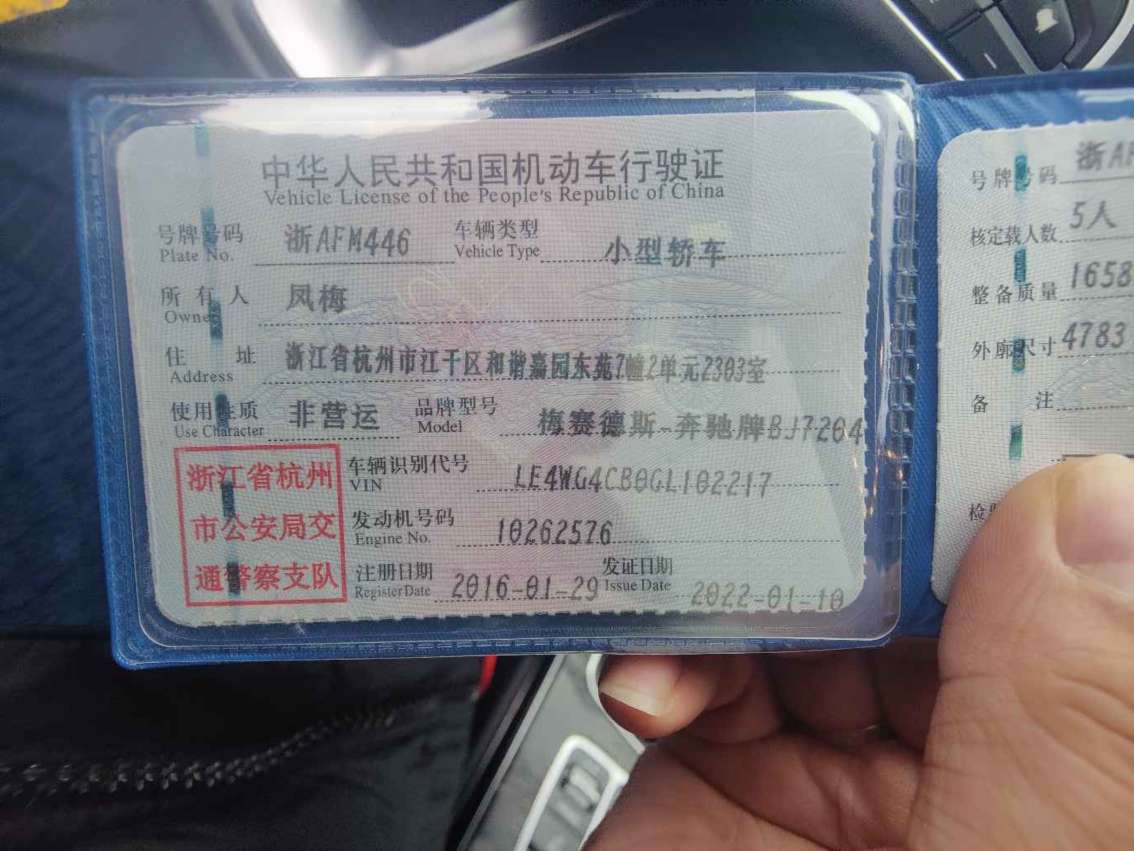 中华人民共和国机动车行驶证
Vehicle License of the People's Republic of China
号牌号码 浙AFM446 车辆类型 小型轿车
Plate No. Vehicle Type
所有人 凤梅
Owner
住址 浙江省杭州市江干区和谐嘉园东苑7幢2单元2303室
Address
使用性质 非营运 品牌型号 梅赛德斯-奔驰牌BJ7204
Use Character Model
浙江省杭州
市公安局交
通警察支队
车辆识别代号 LE4WG4CB0GL102217
VIN
发动机号码 10262576
Engine No.
注册日期 2016-01-29 发证日期 2022-01-10
Register Date Issue Date
号牌号码 浙AF
核定载人数 5人
整备质量 1658
外廓尺寸 4783
备注